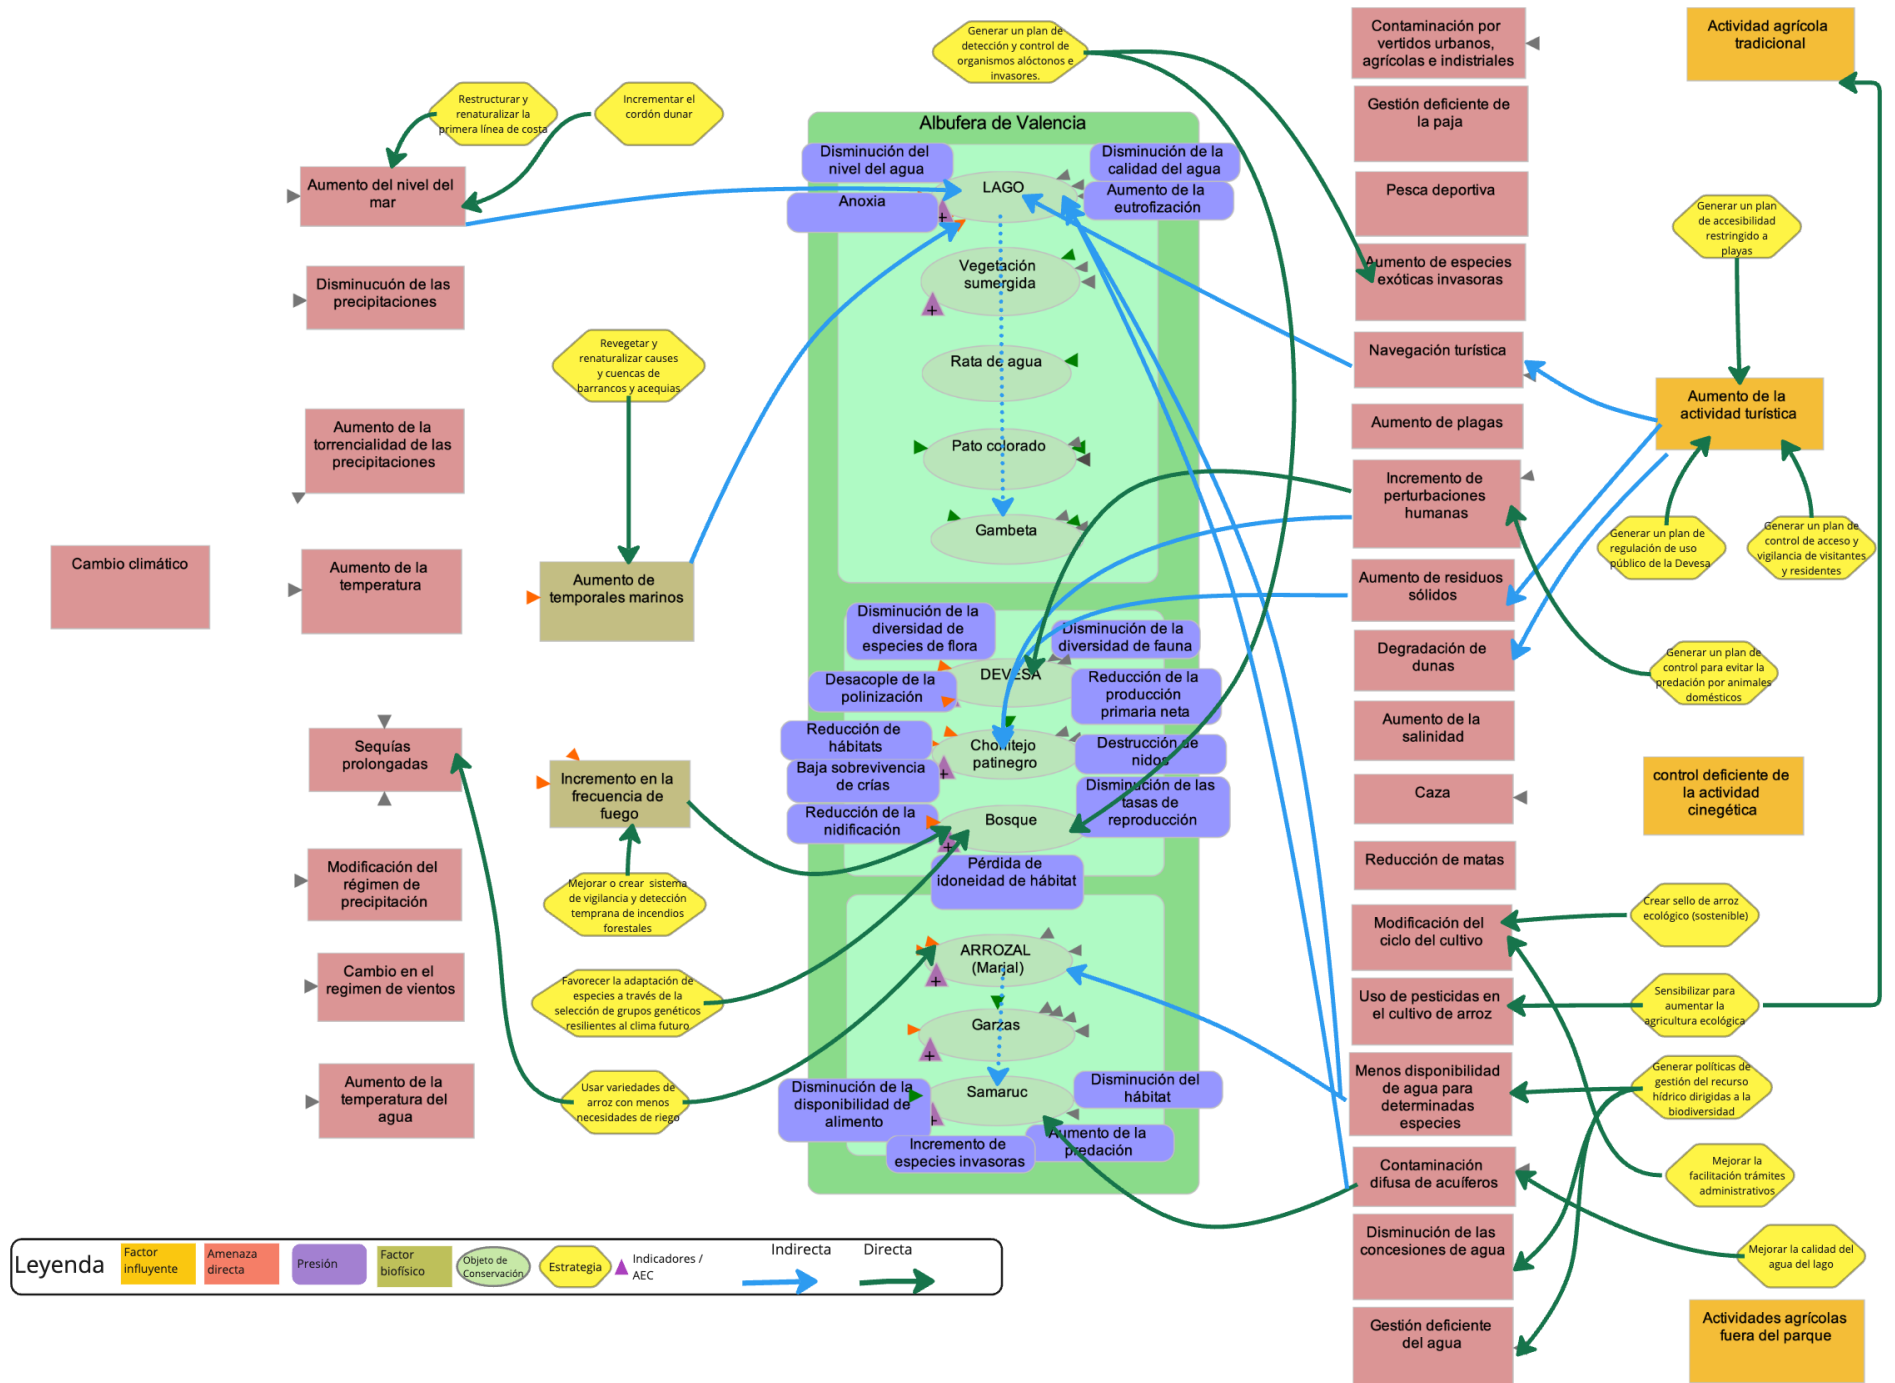 Generar un plan de
detección y control de
organismos alóctonos e
invasores.
Restructurar y
renaturalizar la
primera línea de costa
Incrementar el
cordón dunar
Aumento del nivel del
mar
Disminucuón de las
precipitaciones
Revegetar y
renaturalizar causes
y cuencas de
barrancos y acequias
Aumento de la
torrencialidad de las
precipitaciones
Cambio climático
Aumento de la
temperatura
Aumento de
temporales marinos
Sequías
prolongadas
Incremento en la
frecuencia de
fuego
Modificación del
régimen de
precipitación
Mejorar o crear sistema
de vigilancia y detección
temprana de incendios
forestales
Cambio en el
regimen de vientos
Favorecer la adaptación de
especies a través de la
selección de grupos genéticos
resilientes al clima futuro
Aumento de la
temperatura del
agua
Usar variedades de
arroz con menos
necesidades de riego
Albufera de Valencia
Disminución del
nivel del agua
Disminución de la
calidad del agua
LAGO
Anoxia
Aumento de la
eutrofización
+
Vegetación
sumergida
+
Rata de agua
Pato colorado
Gambeta
Disminución de la
diversidad de
especies de flora
Disminución de la
diversidad de fauna
DEVESA
Desacople de la
polinización
Reducción de la
producción
primaria neta
Reducción de
hábitats
Chorlitejo
patinegro
Destrucción de
nidos
Baja sobrevivencia
de crías
+
Disminución de las
tasas de
reproducción
Reducción de la
nidificación
Bosque
+
Pérdida de
idoneidad de hábitat
ARROZAL
(Marjal)
+
Garzas
+
Disminución de la
disponibilidad de
alimento
Samaruc
+
Disminución del
hábitat
Incremento de
especies invasoras
Aumento de la
predación
Contaminación por
vertidos urbanos,
agrícolas e indistriales
Gestión deficiente de
la paja
Pesca deportiva
Aumento de especies
exóticas invasoras
Navegación turística
Aumento de plagas
Incremento de
perturbaciones
humanas
Aumento de residuos
sólidos
Degradación de
dunas
Aumento de la
salinidad
Caza
Reducción de matas
Modificación del
ciclo del cultivo
Uso de pesticidas en
el cultivo de arroz
Menos disponibilidad
de agua para
determinadas
especies
Contaminación
difusa de acuíferos
Disminución de las
concesiones de agua
Gestión deficiente
del agua
Actividad agrícola
tradicional
Generar un plan
de accesibilidad
restringido a
playas
Aumento de la
actividad turística
Generar un plan de
regulación de uso
público de la Devesa
Generar un plan de
control de acceso y
vigilancia de visitantes
y residentes
Generar un plan de
control para evitar la
predación por animales
domésticos
control deficiente de
la actividad
cinegética
Crear sello de arroz
ecológico (sostenible)
Sensibilizar para
aumentar la
agricultura ecológica
Generar políticas de
gestión del recurso
hídrico dirigidas a la
biodiversidad
Mejorar la
facilitación trámites
administrativos
Mejorar la calidad del
agua del lago
Actividades agrícolas
fuera del parque
Leyenda
Factor
influyente
Amenaza
directa
Presión
Factor
biofísico
Objeto de
Conservación
Estrategia
Indicadores /
AEC
Indirecta
Directa